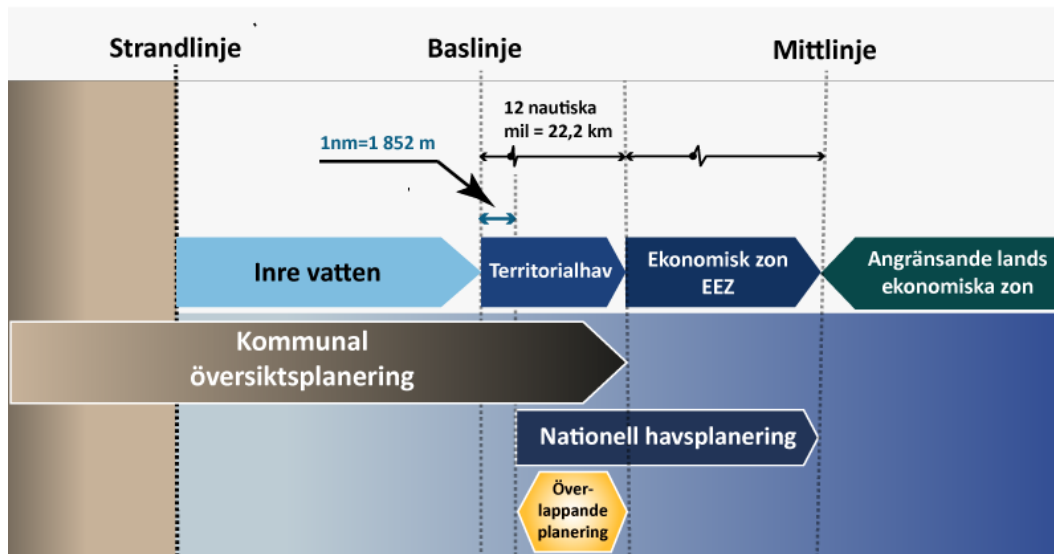 Strandlinje
Baslinje
Mittlinje
12 nautiska
mil = 22,2 km
1nm=1 852 m
Inre vatten
Territorialhav
Ekonomisk zon
EEZ
Angränsande lands
ekonomiska zon
Kommunal
översiktsplanering
Nationell havsplanering
Över-
lappande
planering